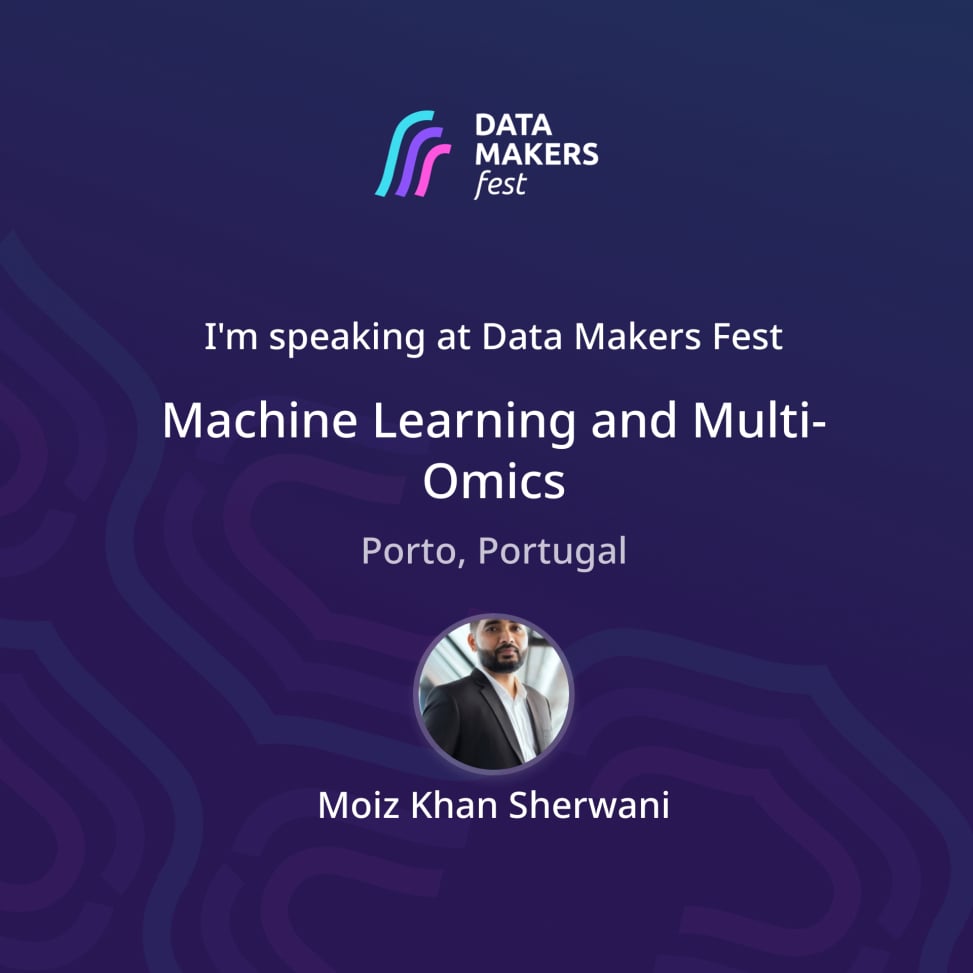 DATA
MAKERS
fest
I'm speaking at Data Makers Fest
Machine Learning and Multi-
Omics
Porto, Portugal
Moiz Khan Sherwani